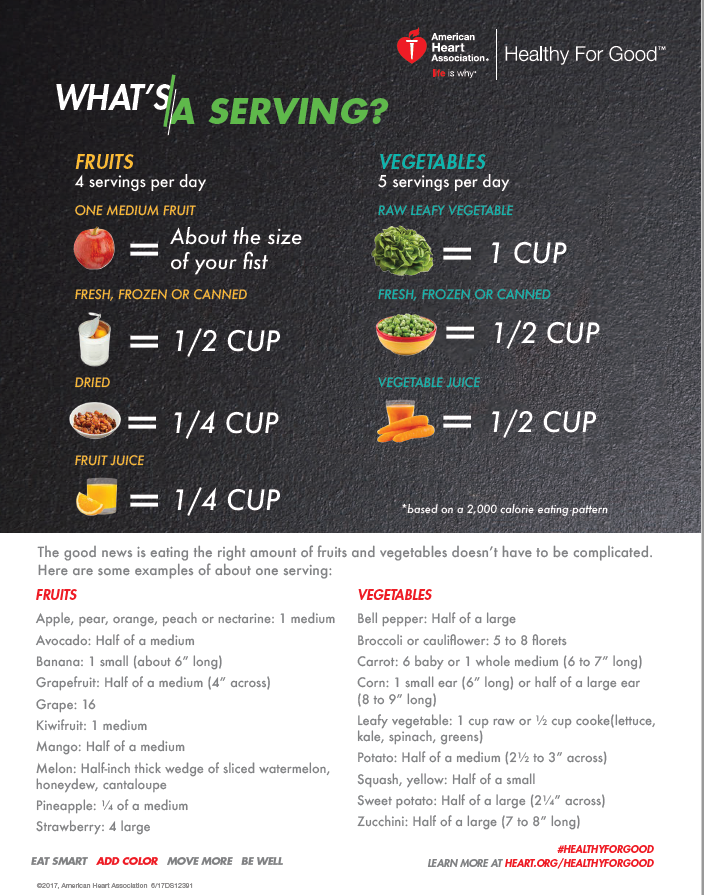 American
Heart
Association®
life is why™
Healthy For Good™
WHAT'S A SERVING?
FRUITS
4 servings per day
ONE MEDIUM FRUIT
= About the size
of your fist
FRESH, FROZEN OR CANNED
= 1/2 CUP
DRIED
= 1/4 CUP
FRUIT JUICE
= 1/4 CUP
VEGETABLES
5 servings per day
RAW LEAFY VEGETABLE
= 1 CUP
FRESH, FROZEN OR CANNED
= 1/2 CUP
VEGETABLE JUICE
= 1/2 CUP
*based on a 2,000 calorie eating pattern
The good news is eating the right amount of fruits and vegetables doesn't have to be complicated.
Here are some examples of about one serving:
FRUITS
Apple, pear, orange, peach or nectarine: 1 medium
Avocado: Half of a medium
Banana: 1 small (about 6” long)
Grapefruit: Half of a medium (4” across)
Grape: 16
Kiwifruit: 1 medium
Mango: Half of a medium
Melon: Half-inch thick wedge of sliced watermelon,
honeydew, cantaloupe
Pineapple: ¼ of a medium
Strawberry: 4 large
VEGETABLES
Bell pepper: Half of a large
Broccoli or cauliflower: 5 to 8 florets
Carrot: 6 baby or 1 whole medium (6 to 7” long)
Corn: 1 small ear (6” long) or half of a large ear
(8 to 9” long)
Leafy vegetable: 1 cup raw or ½ cup cooke(lettuce,
kale, spinach, greens)
Potato: Half of a medium (2½ to 3” across)
Squash, yellow: Half of a small
Sweet potato: Half of a large (2¼” across)
Zucchini: Half of a large (7 to 8” long)
EAT SMART ADD COLOR MOVE MORE BE WELL
#HEALTHYFORGOOD
LEARN MORE AT HEART.ORG/HEALTHYFORGOOD
©2017, American Heart Association 6/17DS12391